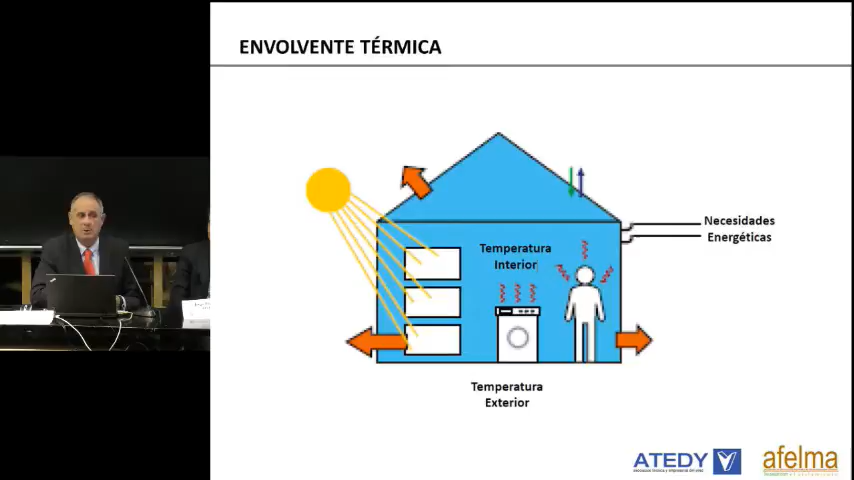 ENVOLVENTE TÉRMICA
Necesidades
Energéticas
Temperatura
Interior
Temperatura
Exterior
ATEDY
afelma